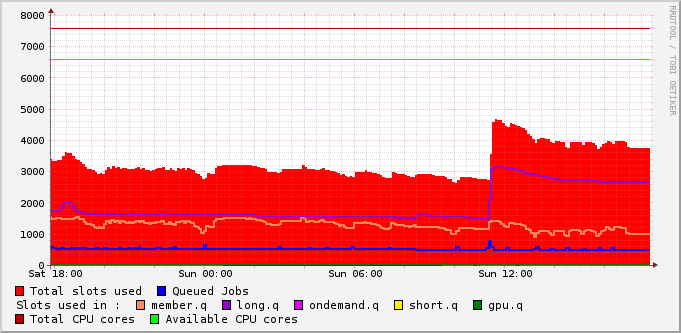 8000
7000
6000
5000
4000
3000
2000
1000
0
Sat 18:00 Sun 00:00 Sun 06:00 Sun 12:00
Total slots used Queued Jobs
Slots used in : member.q long.q ondemand.q short.q gpu.q
Total CPU cores Available CPU cores
RRDTOOL / TOBI OETIKER